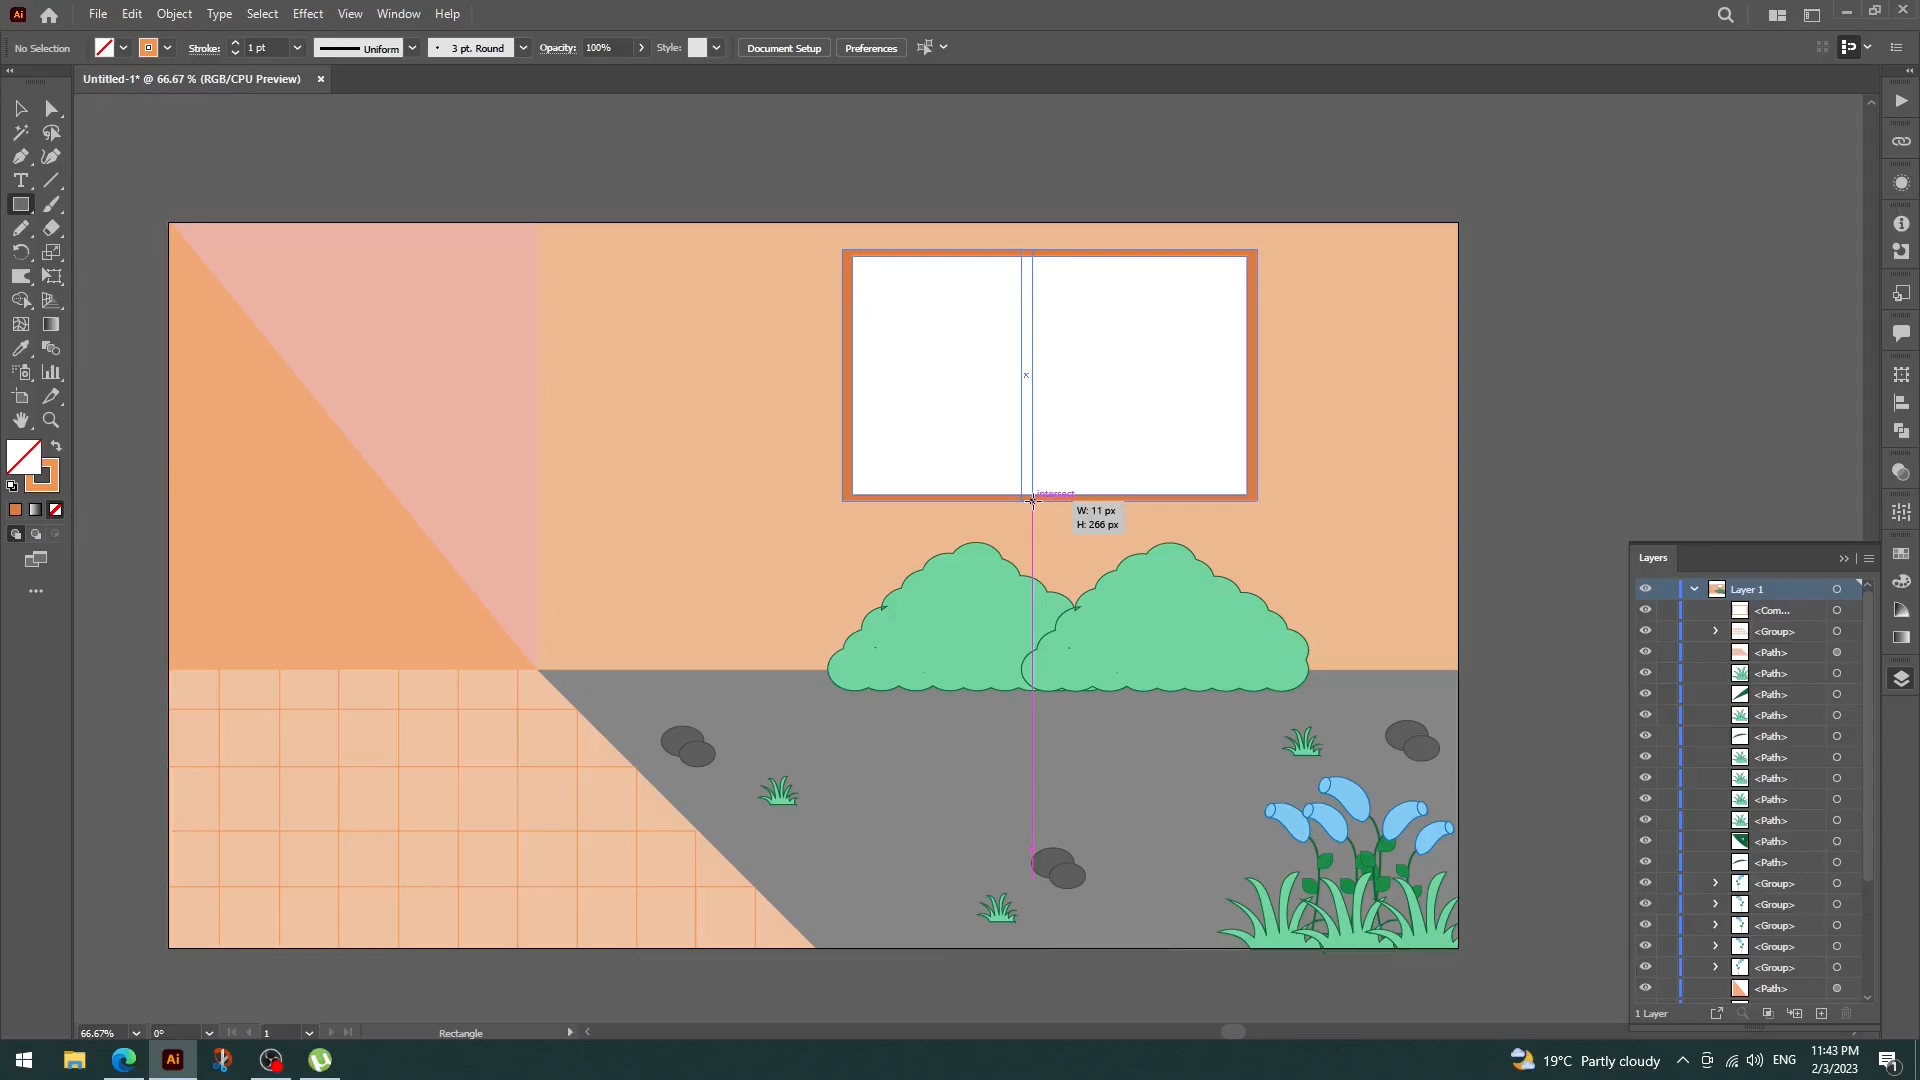 Ai File Edit Object Type Select Effect View Window Help
No Selection Stroke: 1 pt Uniform 3 pt. Round Opacity: 100% Style: Document Setup Preferences
Untitled-1* @ 66.67 % (RGB/CPU Preview) ×
intersect
W: 11 px
H: 266 px
Layers
Layer 1
<Com...
<Group>
<Path>
<Path>
<Path>
<Path>
<Path>
<Path>
<Path>
<Path>
<Path>
<Path>
<Path>
<Group>
<Group>
<Group>
<Group>
<Group>
<Path>
1 Layer
66.67% 0° 1 Rectangle
Ai 19°C Partly cloudy ENG 11:43 PM
2/3/2023
1